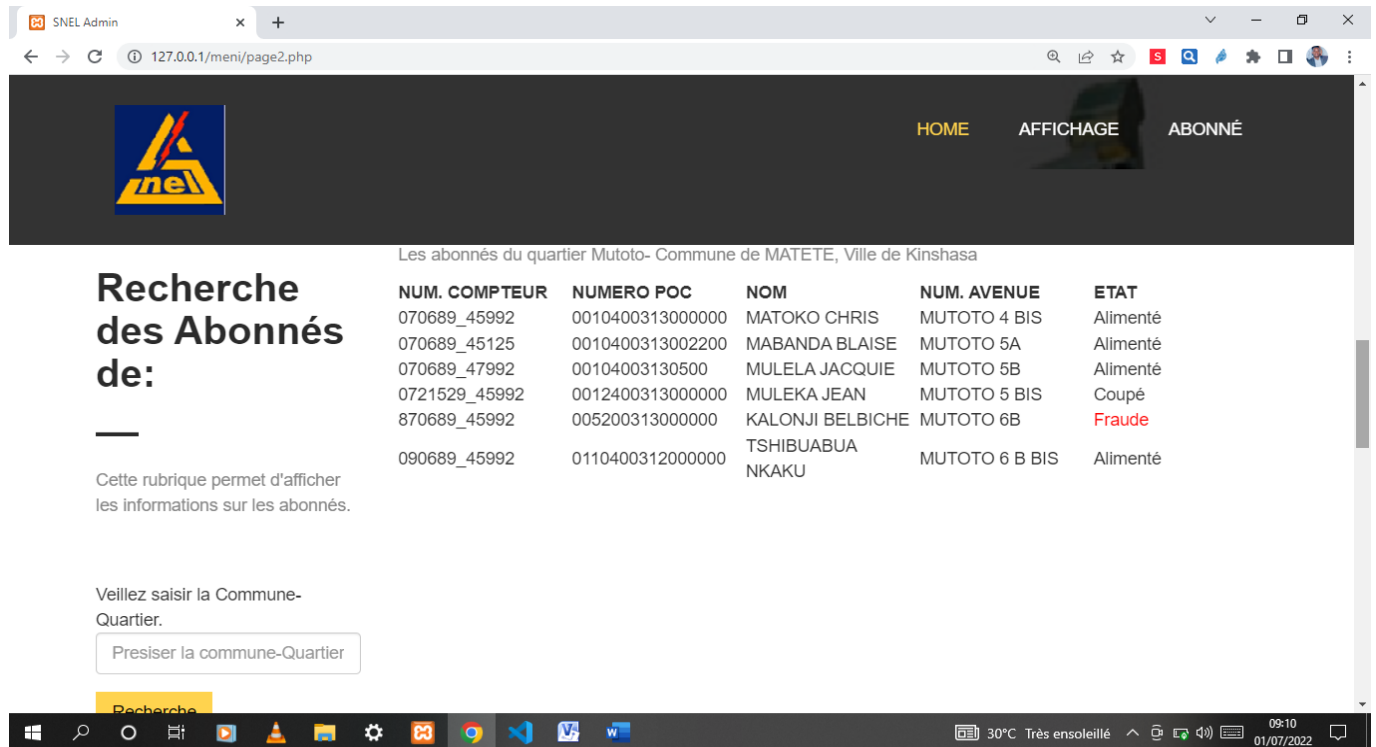 SNEL Admin
127.0.0.1/meni/page2.php
S
Snel
HOME AFFICHAGE ABONNÉ
Les abonnés du quartier Mutoto- Commune de MATETE, Ville de Kinshasa
Recherche
des Abonnés
de:
Cette rubrique permet d'afficher
les informations sur les abonnés.
Veillez saisir la Commune-
Quartier.
Presiser la commune-Quartier
Recherche
NUM. COMPTEUR NUMERO POC NOM NUM. AVENUE ETAT
070689_45992 0010400313000000 MATOKO CHRIS MUTOTO 4 BIS Alimenté
070689_45125 0010400313002200 MABANDA BLAISE MUTOTO 5A Alimenté
070689_47992 00104003130500 MULELA JACQUIE MUTOTO 5B Alimenté
0721529_45992 0012400313000000 MULEKA JEAN MUTOTO 5 BIS Coupé
870689_45992 005200313000000 KALONJI BELBICHE MUTOTO 6B Fraude
090689_45992 0110400312000000 TSHIBUABUA NKAKU MUTOTO 6 B BIS Alimenté
30°C Très ensoleillé
09:10
01/07/2022